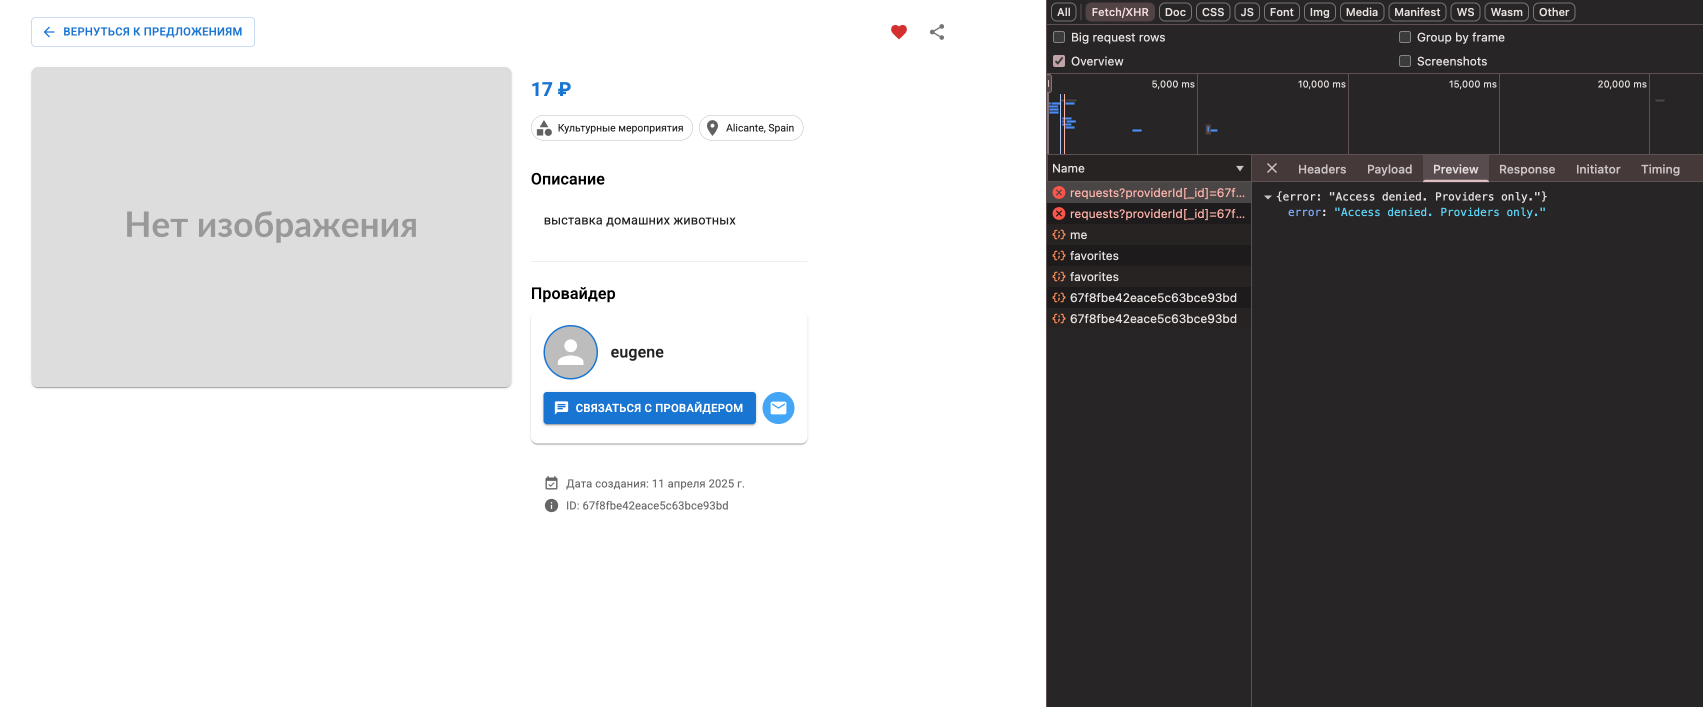 ВЕРНУТЬСЯ К ПРЕДЛОЖЕНИЯМ
Нет изображения
17 ₽
Культурные мероприятия
Alicante, Spain
Описание
выставка домашних животных
Провайдер
eugene
СВЯЗАТЬСЯ С ПРОВАЙДЕРОМ
Дата создания: 11 апреля 2025 г.
ID: 67f8fbe42eace5c63bce93bd
All Fetch/XHR Doc CSS JS Font Img Media Manifest WS Wasm Other
Big request rows Group by frame
Overview Screenshots
5,000 ms 10,000 ms 15,000 ms 20,000 ms
Name Headers Payload Preview Response Initiator Timing
requests?providerId[_id]=67f...
requests?providerId[_id]=67f...
me
favorites
favorites
67f8fbe42eace5c63bce93bd
67f8fbe42eace5c63bce93bd
{error: "Access denied. Providers only."}
error: "Access denied. Providers only."